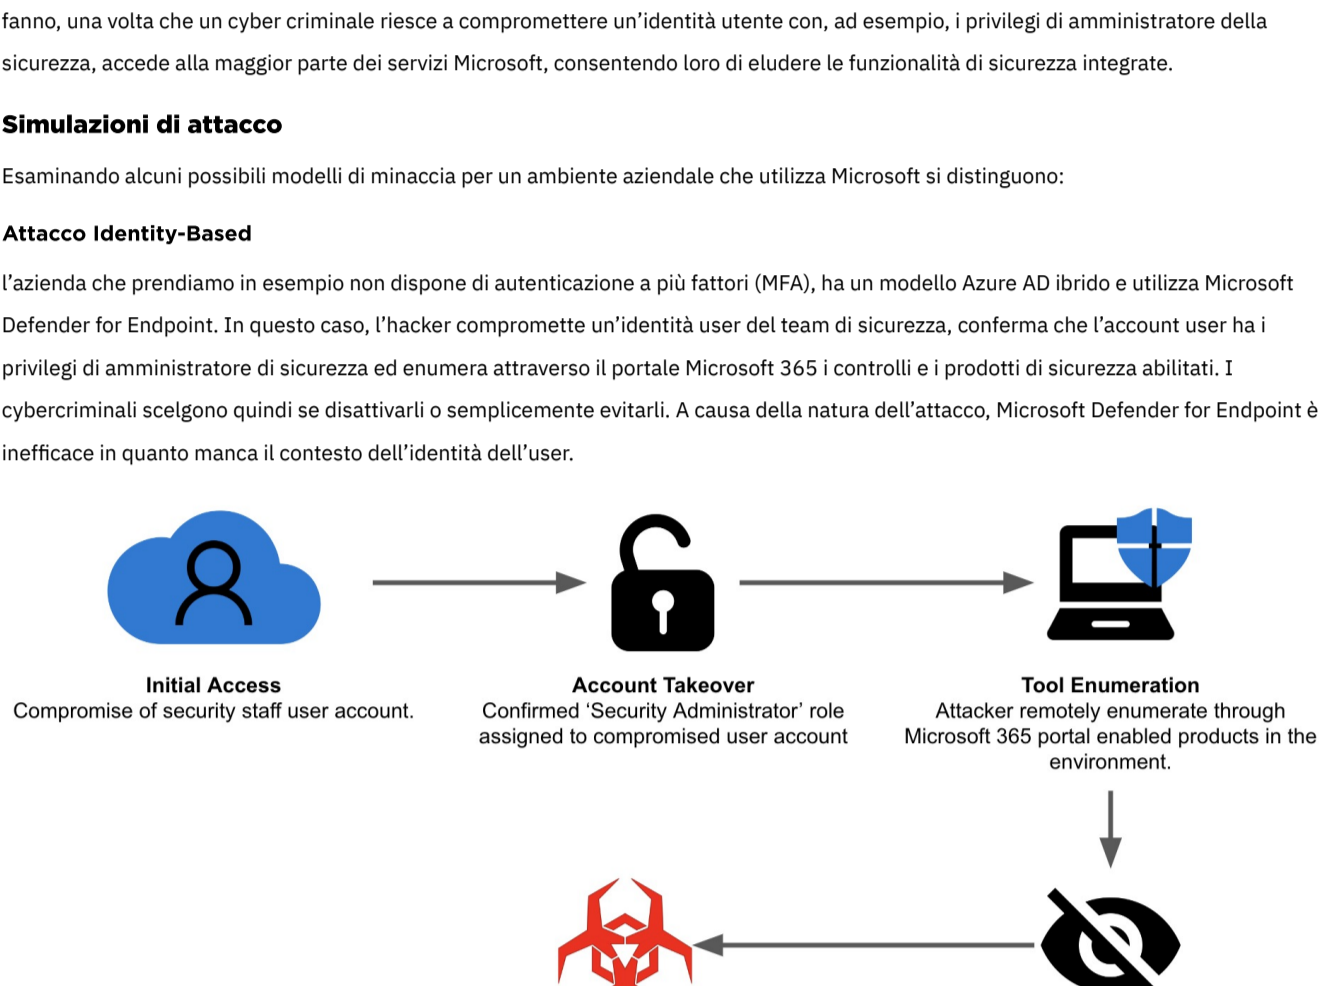 fanno, una volta che un cyber criminale riesce a compromettere un’identità utente con, ad esempio, i privilegi di amministratore della
sicurezza, accede alla maggior parte dei servizi Microsoft, consentendo loro di eludere le funzionalità di sicurezza integrate.
Simulazioni di attacco
Esaminando alcuni possibili modelli di minaccia per un ambiente aziendale che utilizza Microsoft si distinguono:
Attacco Identity-Based
l’azienda che prendiamo in esempio non dispone di autenticazione a più fattori (MFA), ha un modello Azure AD ibrido e utilizza Microsoft
Defender for Endpoint. In questo caso, l’hacker compromette un’identità user del team di sicurezza, conferma che l’account user ha i
privilegi di amministratore di sicurezza ed enumera attraverso il portale Microsoft 365 i controlli e i prodotti di sicurezza abilitati. I
cybercriminali scelgono quindi se disattivarli o semplicemente evitarli. A causa della natura dell’attacco, Microsoft Defender for Endpoint è
inefficace in quanto manca il contesto dell’identità dell’user.
Initial Access
Compromise of security staff user account.
Account Takeover
Confirmed ‘Security Administrator’ role
assigned to compromised user account
Tool Enumeration
Attacker remotely enumerate through
Microsoft 365 portal enabled products in the
environment.